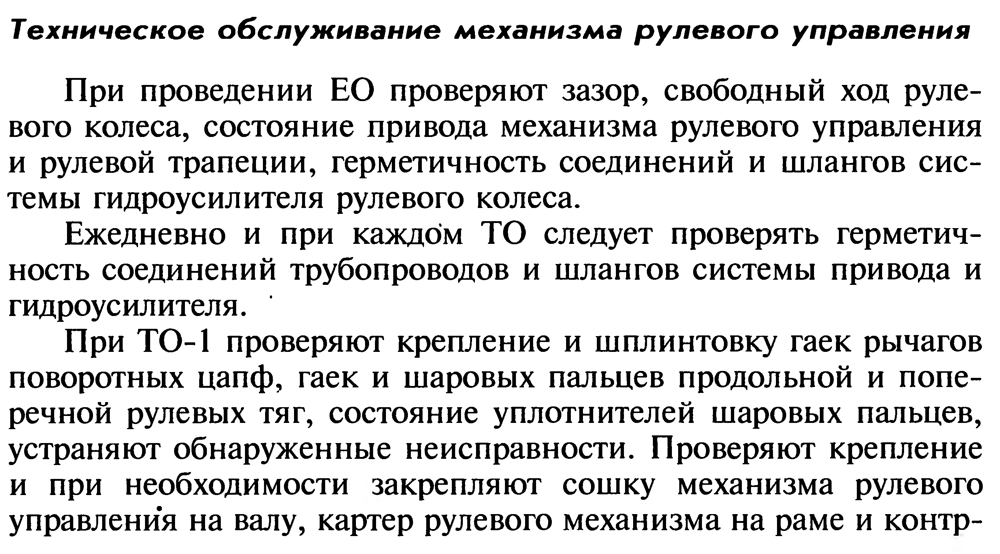 Техническое обслуживание механизма рулевого управления
При проведении ЕО проверяют зазор, свободный ход руле-
вого колеса, состояние привода механизма рулевого управления
и рулевой трапеции, герметичность соединений и шлангов сис-
темы гидроусилителя рулевого колеса.
Ежедневно и при каждом ТО следует проверять герметич-
ность соединений трубопроводов и шлангов системы привода и
гидроусилителя.
При ТО-1 проверяют крепление и шплинтовку гаек рычагов
поворотных цапф, гаек и шаровых пальцев продольной и попе-
речной рулевых тяг, состояние уплотнителей шаровых пальцев,
устраняют обнаруженные неисправности. Проверяют крепление
и при необходимости закрепляют сошку механизма рулевого
управления на валу, картер рулевого механизма на раме и контр-